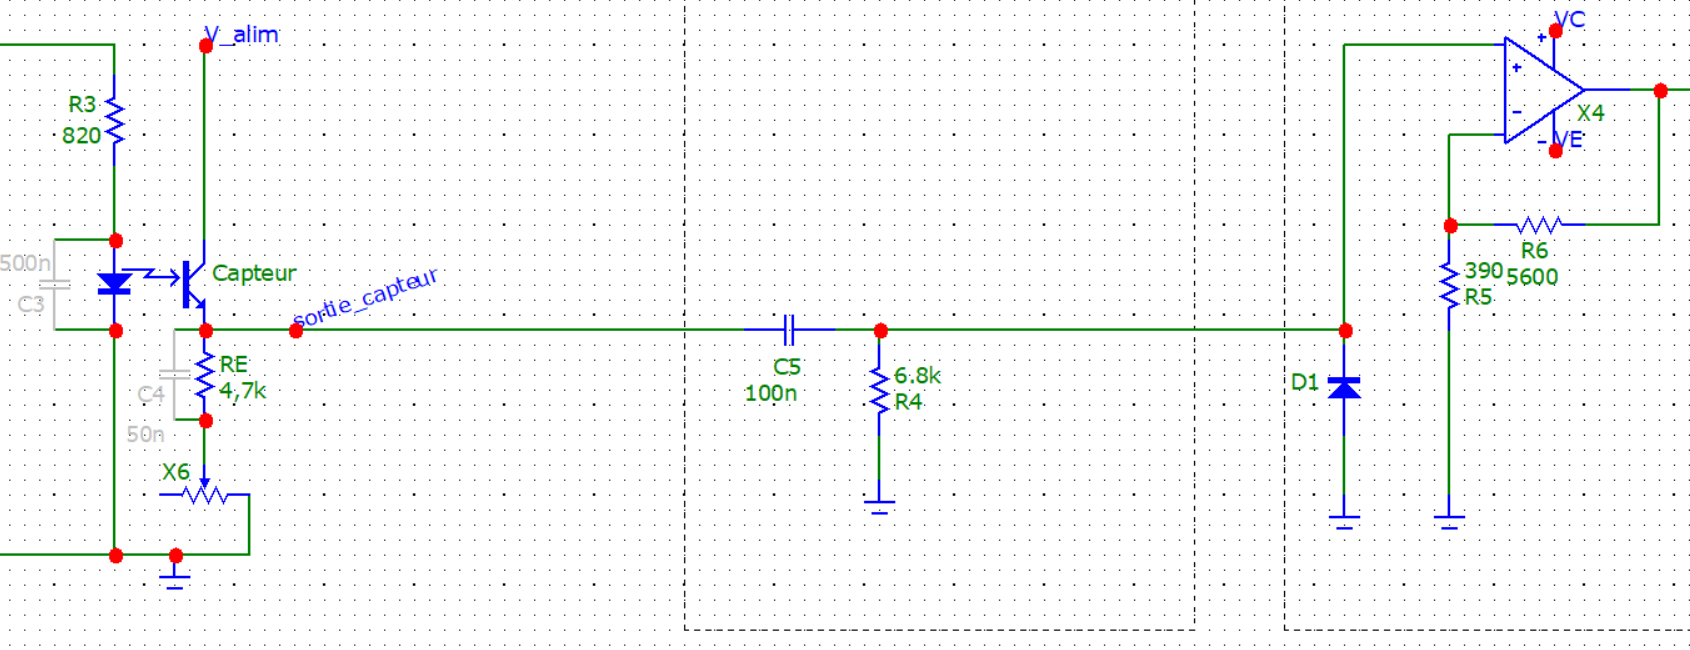 V_alim
R3
820
500n
C3
Capteur
sortie_capteur
RE
4,7k
C4
50n
X6
C5
100n
6.8k
R4
D1
VC
+
+
-
-
VE
X4
R6
5600
390
R5